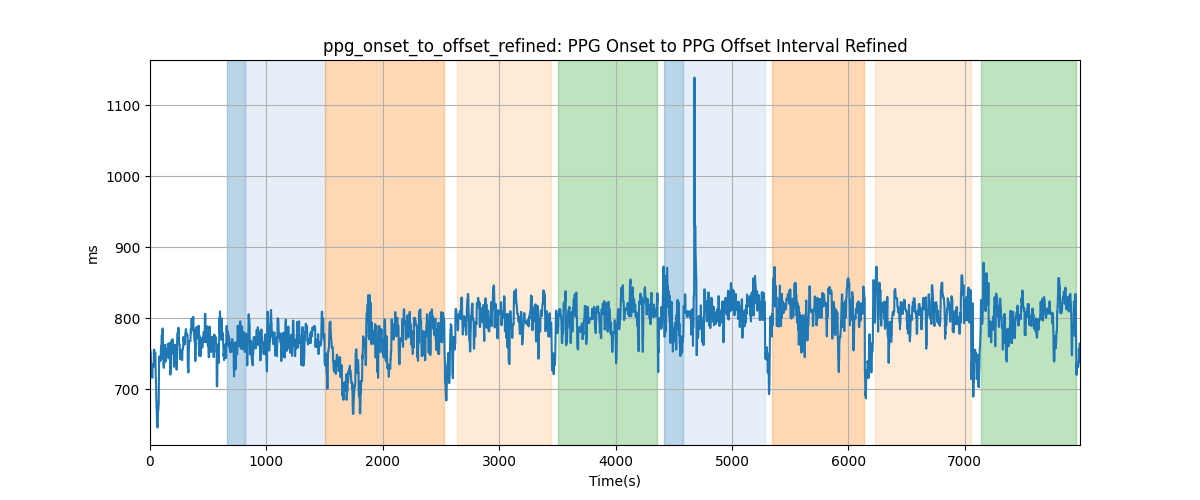 ppg_onset_to_offset_refined: PPG Onset to PPG Offset Interval Refined
1100
1000
900
800
700
ms
0 1000 2000 3000 4000 5000 6000 7000
Time(s)